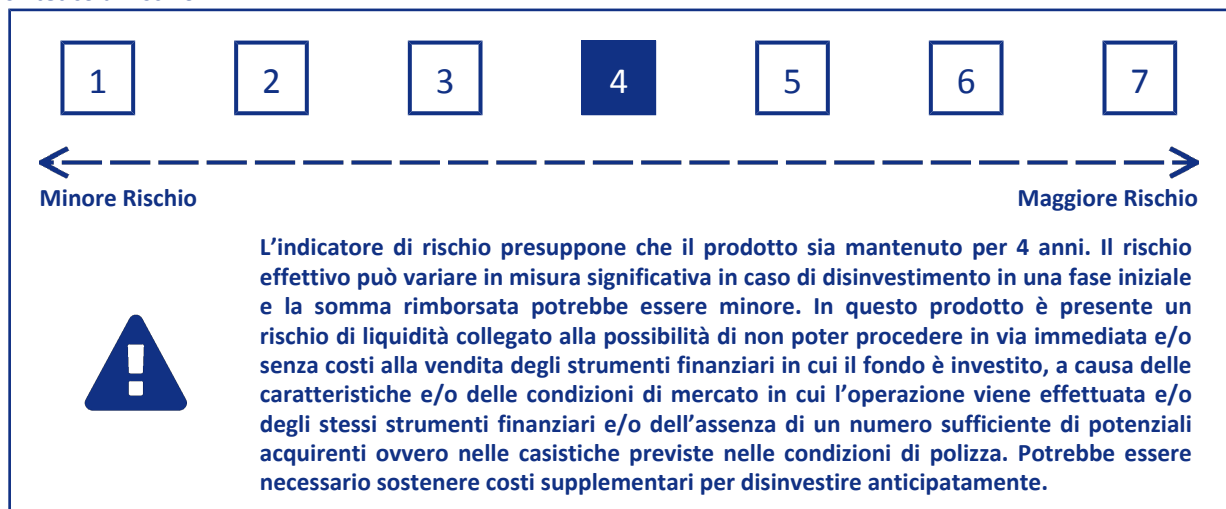 1 2 3 4 5 6 7
Minore Rischio Maggiore Rischio
L'indicatore di rischio presuppone che il prodotto sia mantenuto per 4 anni. Il rischio
effettivo può variare in misura significativa in caso di disinvestimento in una fase iniziale
e la somma rimborsata potrebbe essere minore. In questo prodotto è presente un
rischio di liquidità collegato alla possibilità di non poter procedere in via immediata e/o
senza costi alla vendita degli strumenti finanziari in cui il fondo è investito, a causa delle
caratteristiche e/o delle condizioni di mercato in cui l'operazione viene effettuata e/o
degli stessi strumenti finanziari e/o dell'assenza di un numero sufficiente di potenziali
acquirenti ovvero nelle casistiche previste nelle condizioni di polizza. Potrebbe essere
necessario sostenere costi supplementari per disinvestire anticipatamente.